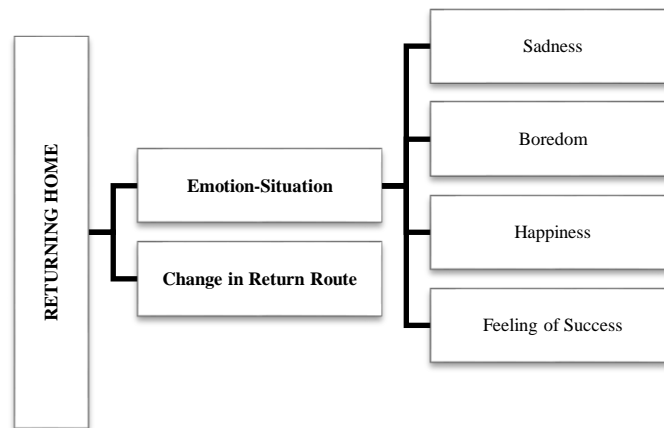 RETURNING HOME
Emotion-Situation
Change in Return Route
Sadness
Boredom
Happiness
Feeling of Success